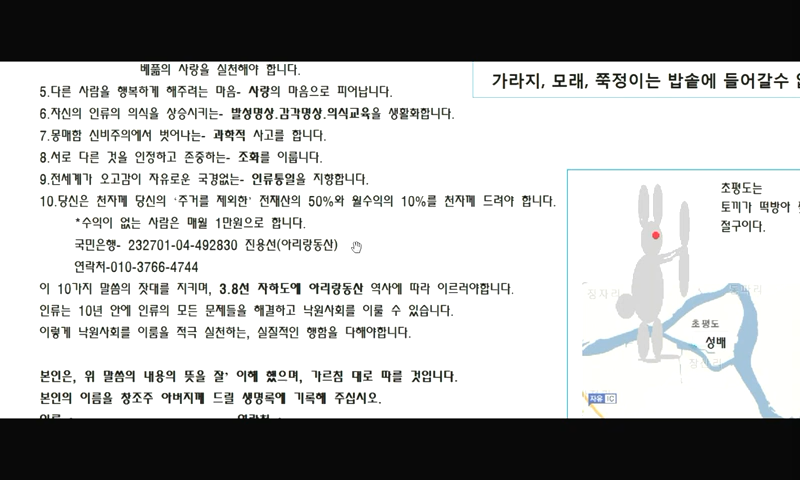 베풂의 사랑을 실천해야 합니다.
5.다른 사람을 행복하게 해주려는 마음- 사랑의 마음으로 피어납니다.
6.자신의 인류의 의식을 상승시키는- 발성명상.감각명상.의식교육을 생활화합니다.
7.몽매함 신비주의에서 벗어나는- 과학적 사고를 합니다.
8.서로 다른 것을 인정하고 존중하는- 조화를 이룹니다.
9.전세계가 오고감이 자유로운 국경없는- 인류통일을 지향합니다.
10.당신은 천자께 당신의 '주거를 제외한' 전재산의 50%와 월수익의 10%를 천자께 드려야 합니다.
*수익이 없는 사람은 매월 1만원으로 합니다.
국민은행- 232701-04-492830 진용선(아리랑동산)
연락처-010-3766-4744
이 10가지 말씀의 잣대를 지키며, 3.8선 자하도에 아리랑동산 역사에 따라 이르러야합니다.
인류는 10년 안에 인류의 모든 문제들을 해결하고 낙원사회를 이룰 수 있습니다.
이렇게 낙원사회를 이룸을 적극 실천하는, 실질적인 행함을 다해야합니다.
본인은, 위 말씀의 내용의 뜻을 잘' 이해 했으며, 가르침 대로 따를 것입니다.
본인의 이름을 창조주 아버지께 드릴 생명록에 기록해 주십시오.
가라지, 모래, 쭉정이는 밥솥에 들어갈수
초평도는
토끼가 떡방아
절구이다.
장자리
초평도
성배
장산리
자유 IC